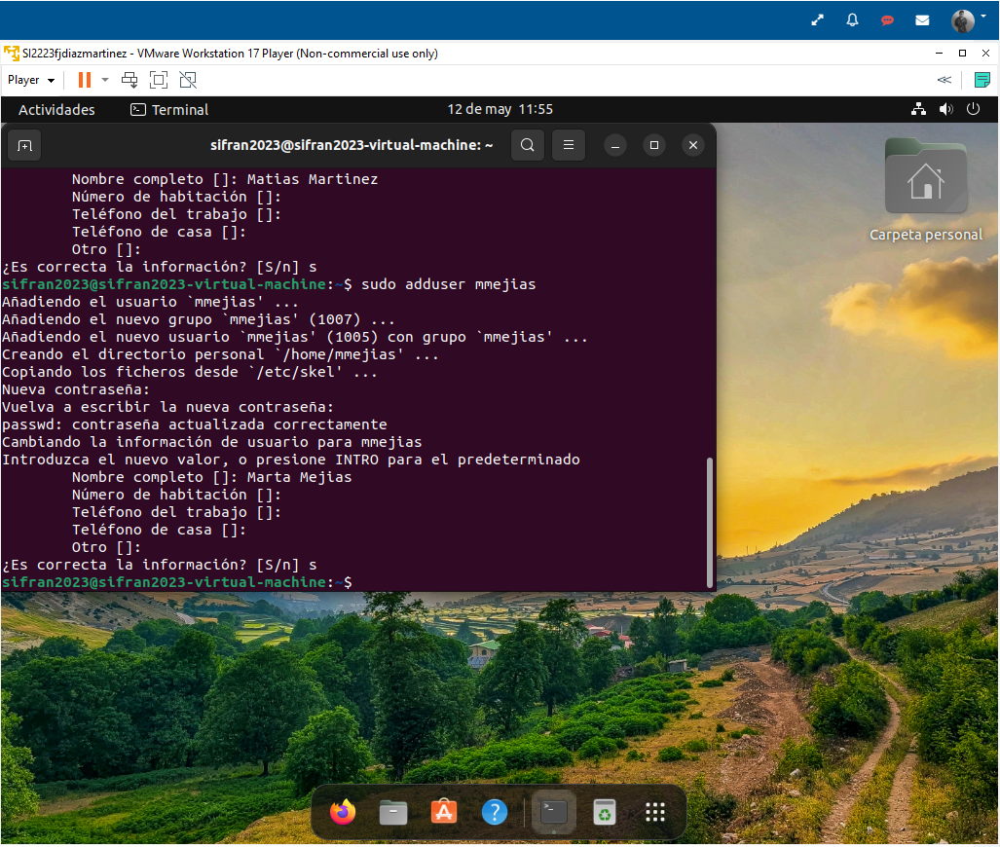 SI2223fjdiazmartinez - VMware Workstation 17 Player (Non-commercial use only)
Player
Actividades
Terminal
12 de may 11:55
sifran2023@sifran2023-virtual-machine: ~
Nombre completo []: Matias Martinez
Número de habitación []:
Teléfono del trabajo []:
Teléfono de casa []:
Otro []:
¿Es correcta la información? [S/n] s
sifran2023@sifran2023-virtual-machine:~$ sudo adduser mmejias
Añadiendo el usuario `mmejias' ...
Añadiendo el nuevo grupo `mmejias' (1007) ...
Añadiendo el nuevo usuario `mmejias' (1005) con grupo `mmejias' ...
Creando el directorio personal `/home/mmejias' ...
Copiando los ficheros desde `/etc/skel' ...
Nueva contraseña:
Vuelva a escribir la nueva contraseña:
passwd: contraseña actualizada correctamente
Cambiando la información de usuario para mmejias
Introduzca el nuevo valor, o presione INTRO para el predeterminado
Nombre completo []: Marta Mejias
Número de habitación []:
Teléfono del trabajo []:
Teléfono de casa []:
Otro []:
¿Es correcta la información? [S/n] s
sifran2023@sifran2023-virtual-machine:~$
Carpeta personal